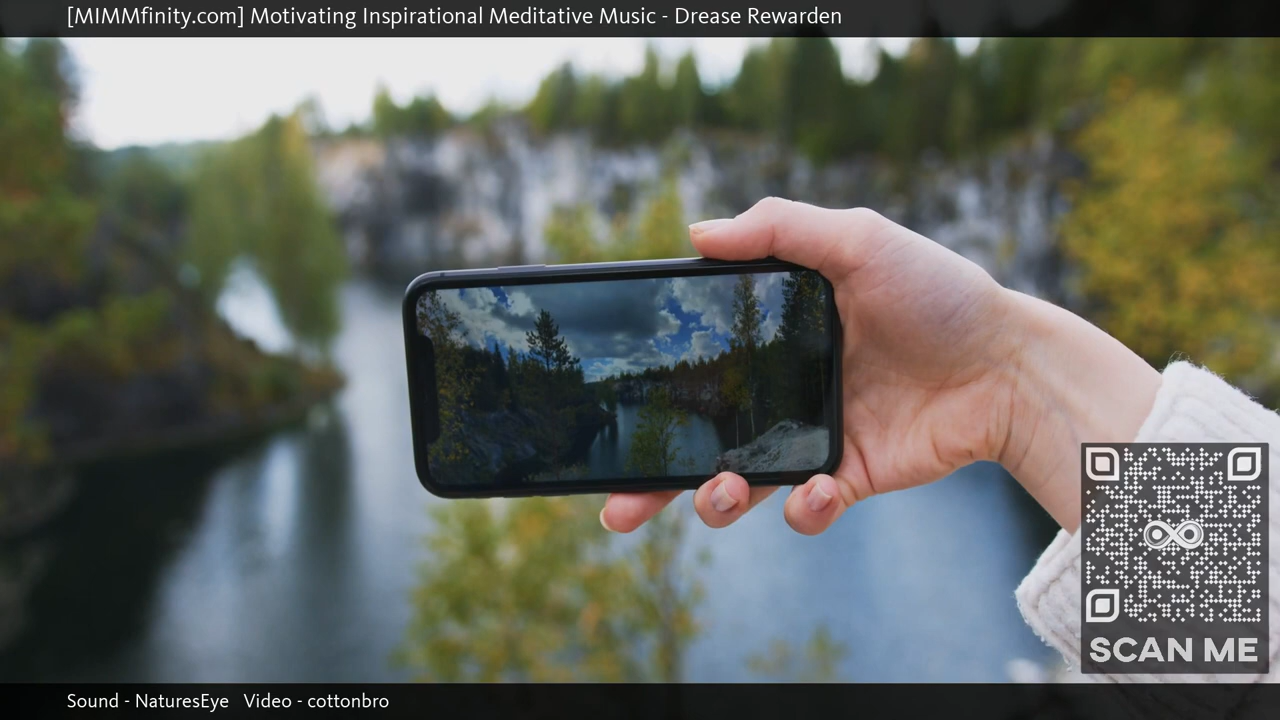 [MIMMfinity.com] Motivating Inspirational Meditative Music - Drease Rewarden
SCAN ME
Sound - NaturesEye   Video - cottonbro